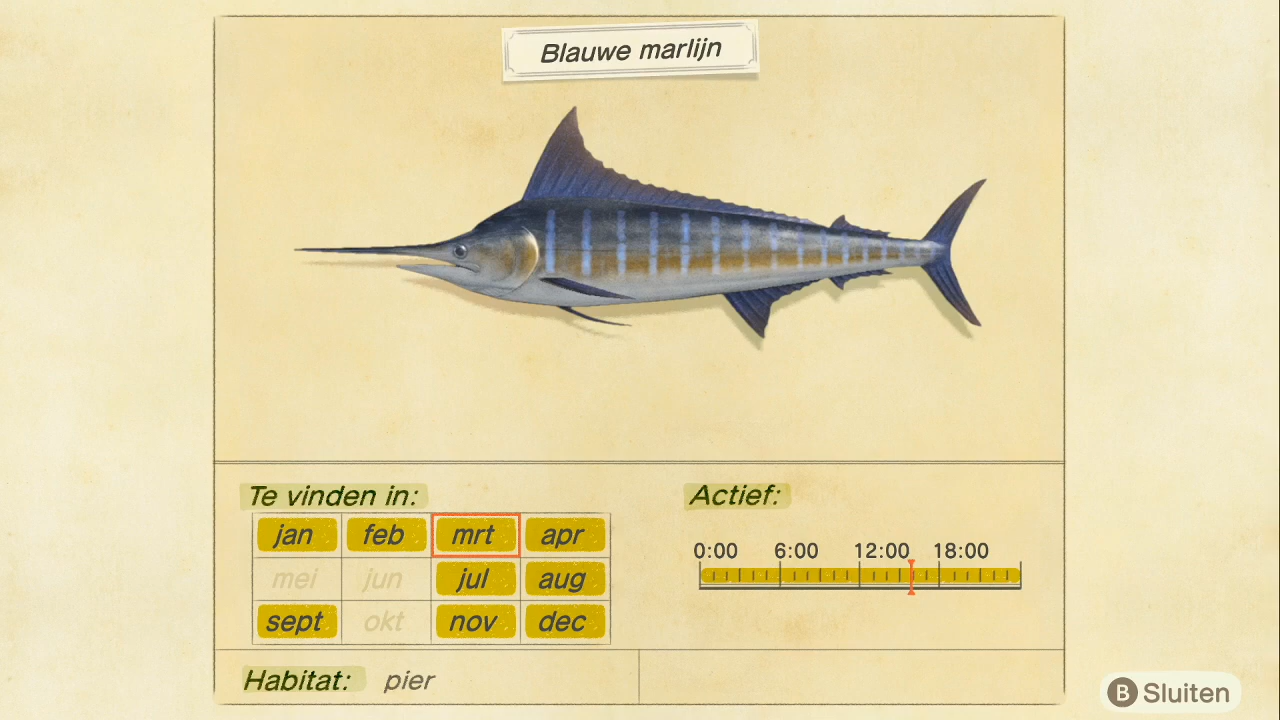 Blauwe marlijn
Te vinden in:
jan feb mrt apr
mei jun jul aug
sept okt nov dec
Actief:
0:00 6:00 12:00 18:00
Habitat: pier
B Sluiten